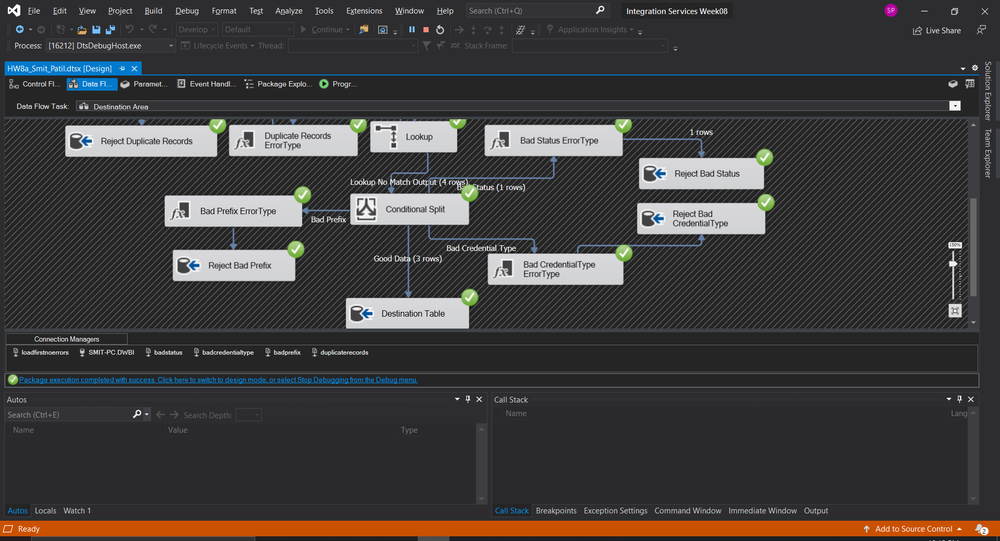 File Edit View Project Build Debug Format Test Analyze Tools Extensions Window Help Search (Ctrl+Q) Integration Services Week08 SP
Develop Default Continue Application Insights Live Share
Process: [16212] DtsDebugHost.exe Lifecycle Events Thread: Stack Frame:
HW8a_Smit_Patil.dtsx [Design]
Control Fl... Data Fl... Paramet... Event Handl... Package Explo... Progr...
Data Flow Task: Destination Area
Solution Explorer
Team Explorer
Reject Duplicate Records
Duplicate Records
ErrorType
Lookup
Bad Status ErrorType
1 rows
Reject Bad Status
Lookup No Match Output (4 rows)
Status (1 rows)
Bad Prefix ErrorType
Bad Prefix
Conditional Split
Reject Bad
CredentialType
Bad Credential Type
150%
Good Data (3 rows)
Reject Bad Prefix
Bad CredentialType
ErrorType
Destination Table
Connection Managers
loadfirstnoerrors SMIT-PC.DWBI badstatus badcredentialtype badprefix duplicaterecords
Package execution completed with success. Click here to switch to design mode, or select Stop Debugging from the Debug menu.
Autos
Search (Ctrl+E) Search Depth:
Name Value Type
Call Stack
Name Lang
Autos Locals Watch 1
Call Stack Breakpoints Exception Settings Command Window Immediate Window Output
Ready Add to Source Control 2